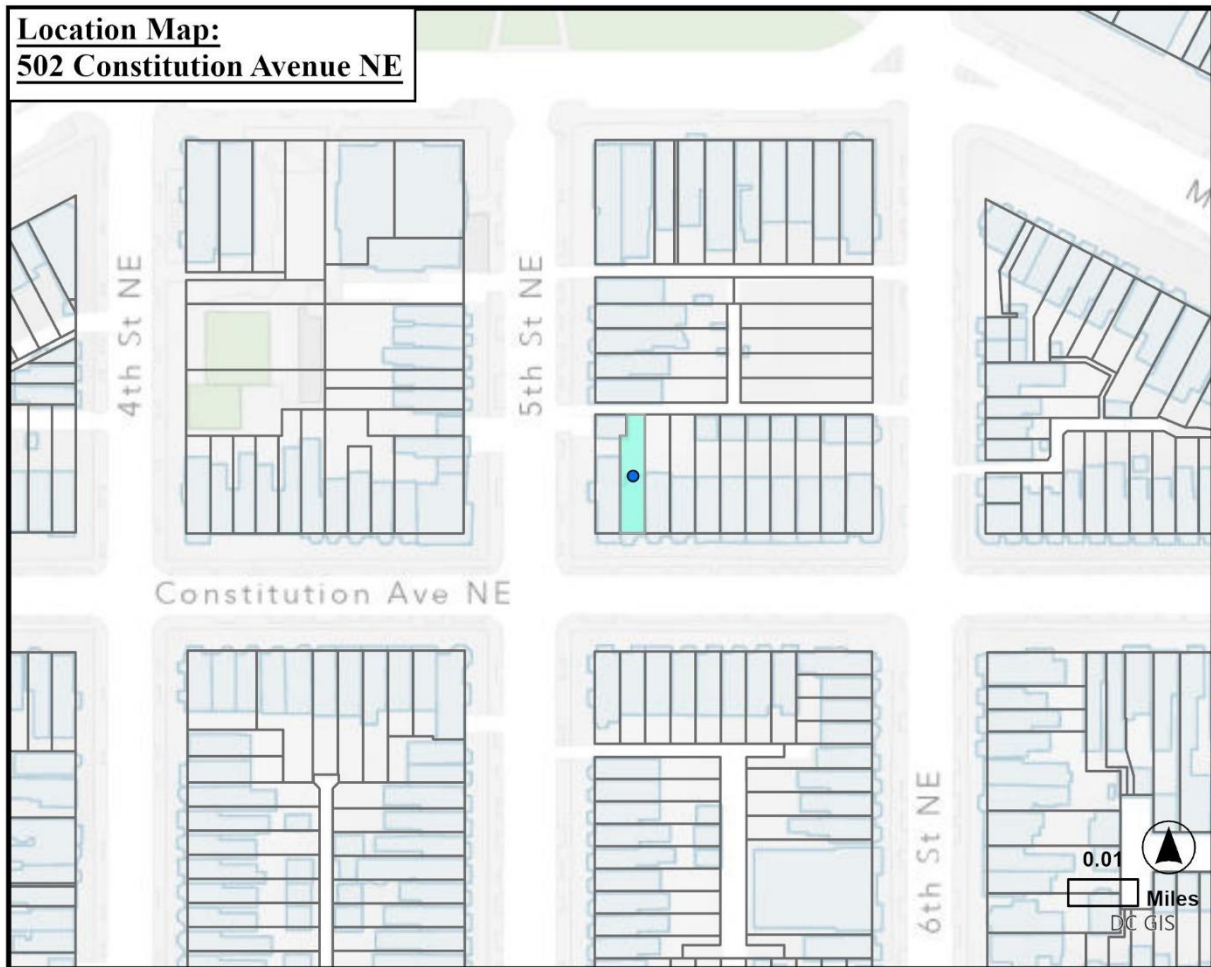 Location Map:
502 Constitution Avenue NE
M
4th St NE
5th St NE
Constitution Ave NE
6th St NE
0.01
Miles
DC GIS